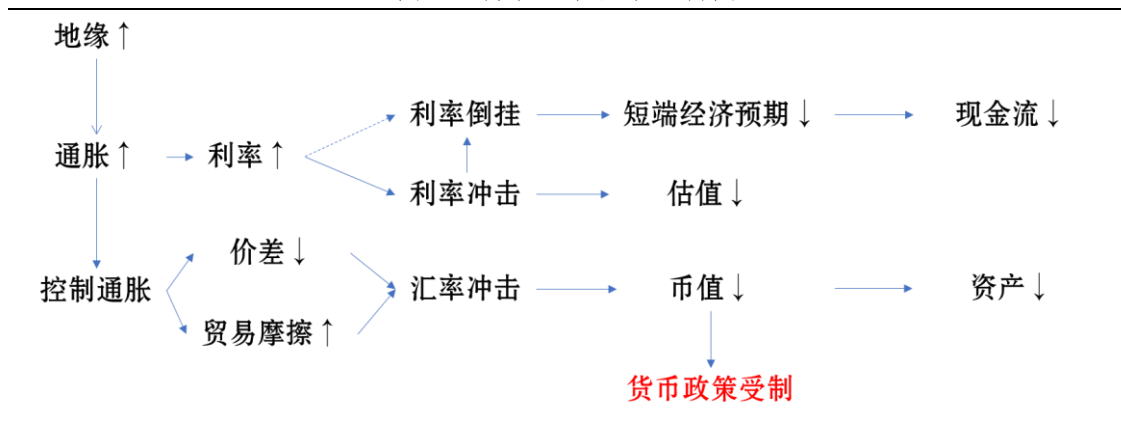 地缘↑
利率倒挂 短端经济预期↓ 现金流↓
通胀↑ 利率↑
利率冲击 估值↓
价差↓
控制通胀 汇率冲击 币值↓ 资产↓
贸易摩擦↑
货币政策受制